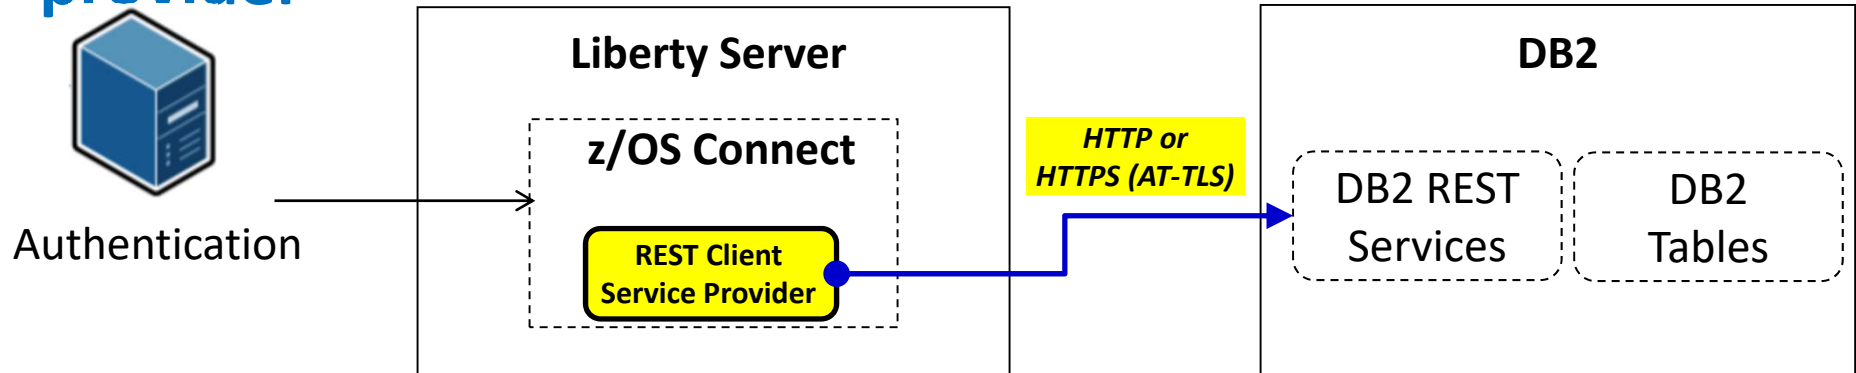 provider
Liberty Server
DB2
z/OS Connect
HTTP or
HTTPS (AT-TLS)
DB2 REST
Services
DB2
Tables
Authentication
REST Client
Service Provider